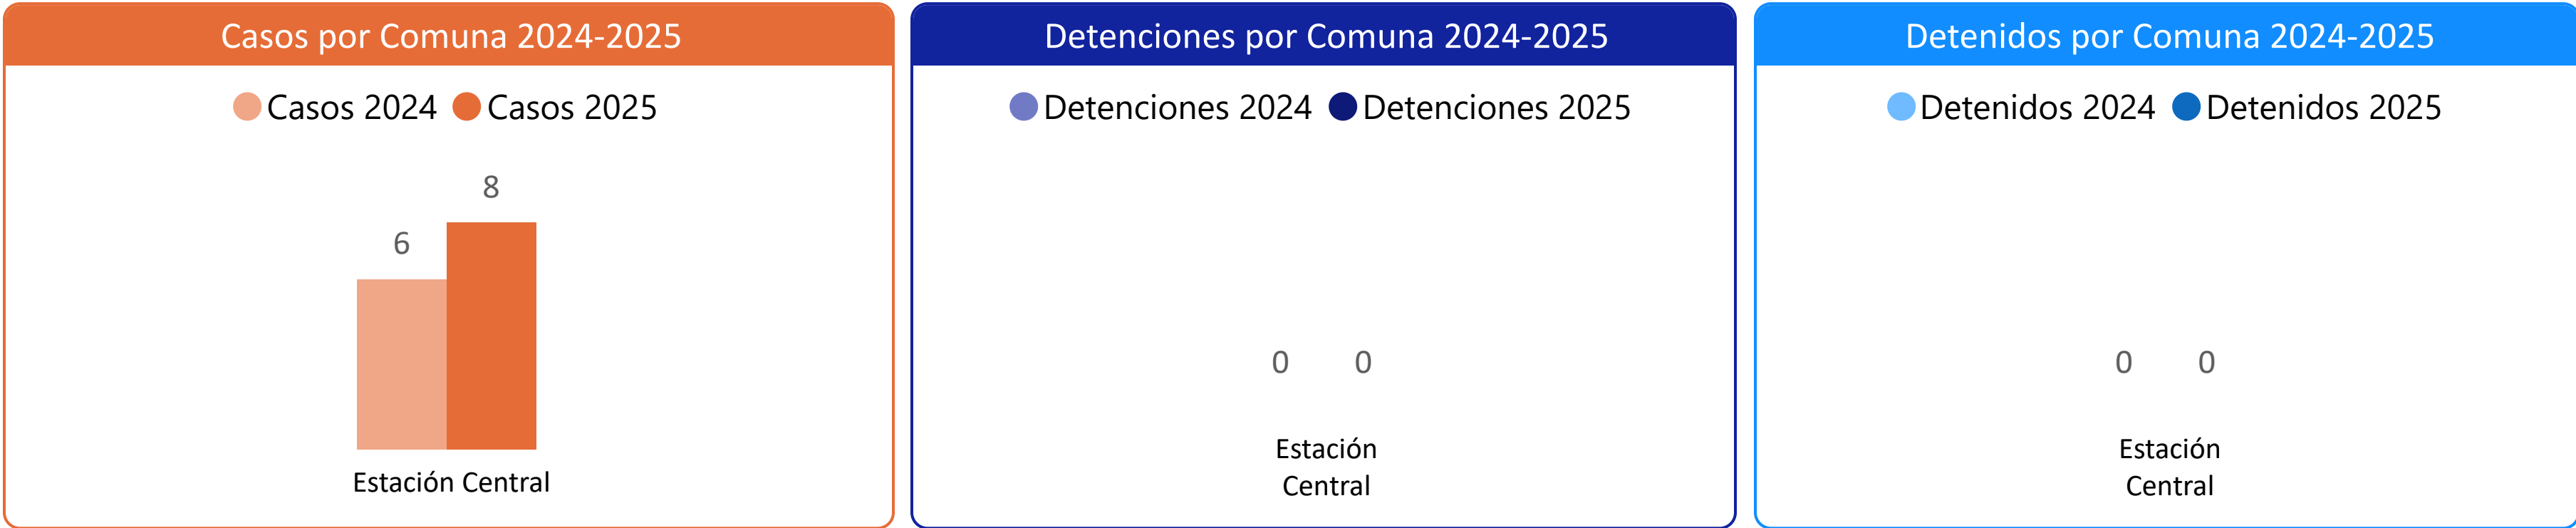 Casos por Comuna 2024-2025
Casos 2024 Casos 2025
8
6
Estación Central
Detenciones por Comuna 2024-2025
Detenciones 2024 Detenciones 2025
0 0
Estación
Central
Detenidos por Comuna 2024-2025
Detenidos 2024 Detenidos 2025
0 0
Estación
Central